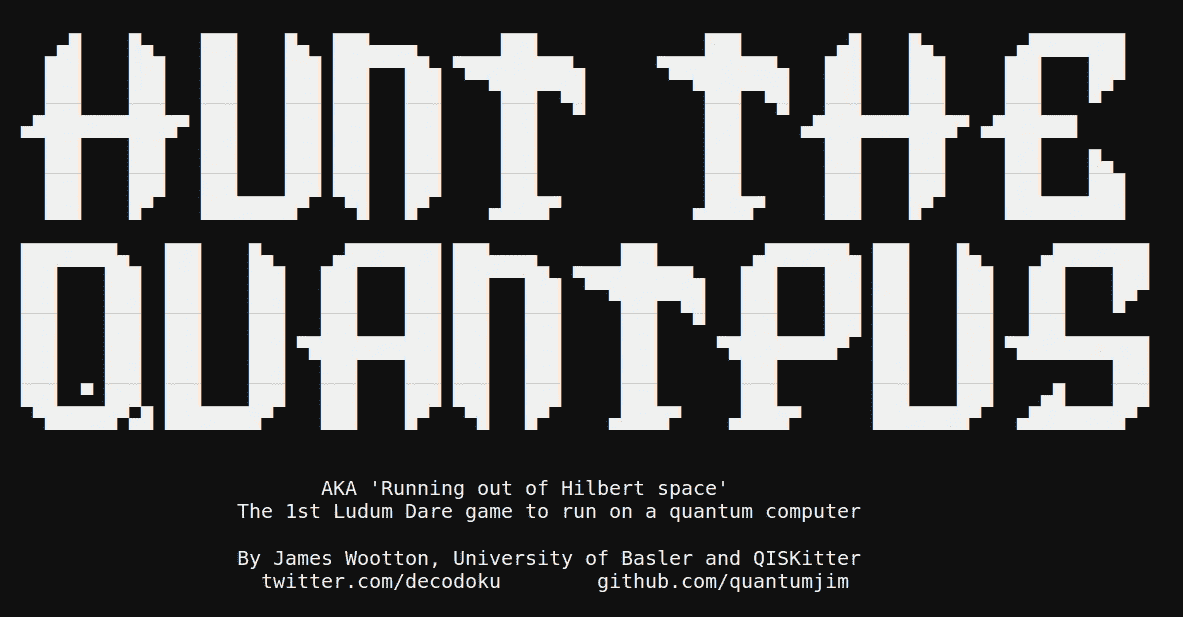 HUNT THE
QUANTPUS
AKA 'Running out of Hilbert space'
The 1st Ludum Dare game to run on a quantum computer
By James Wootton, University of Basler and QISKitter
twitter.com/decodoku github.com/quantumjim